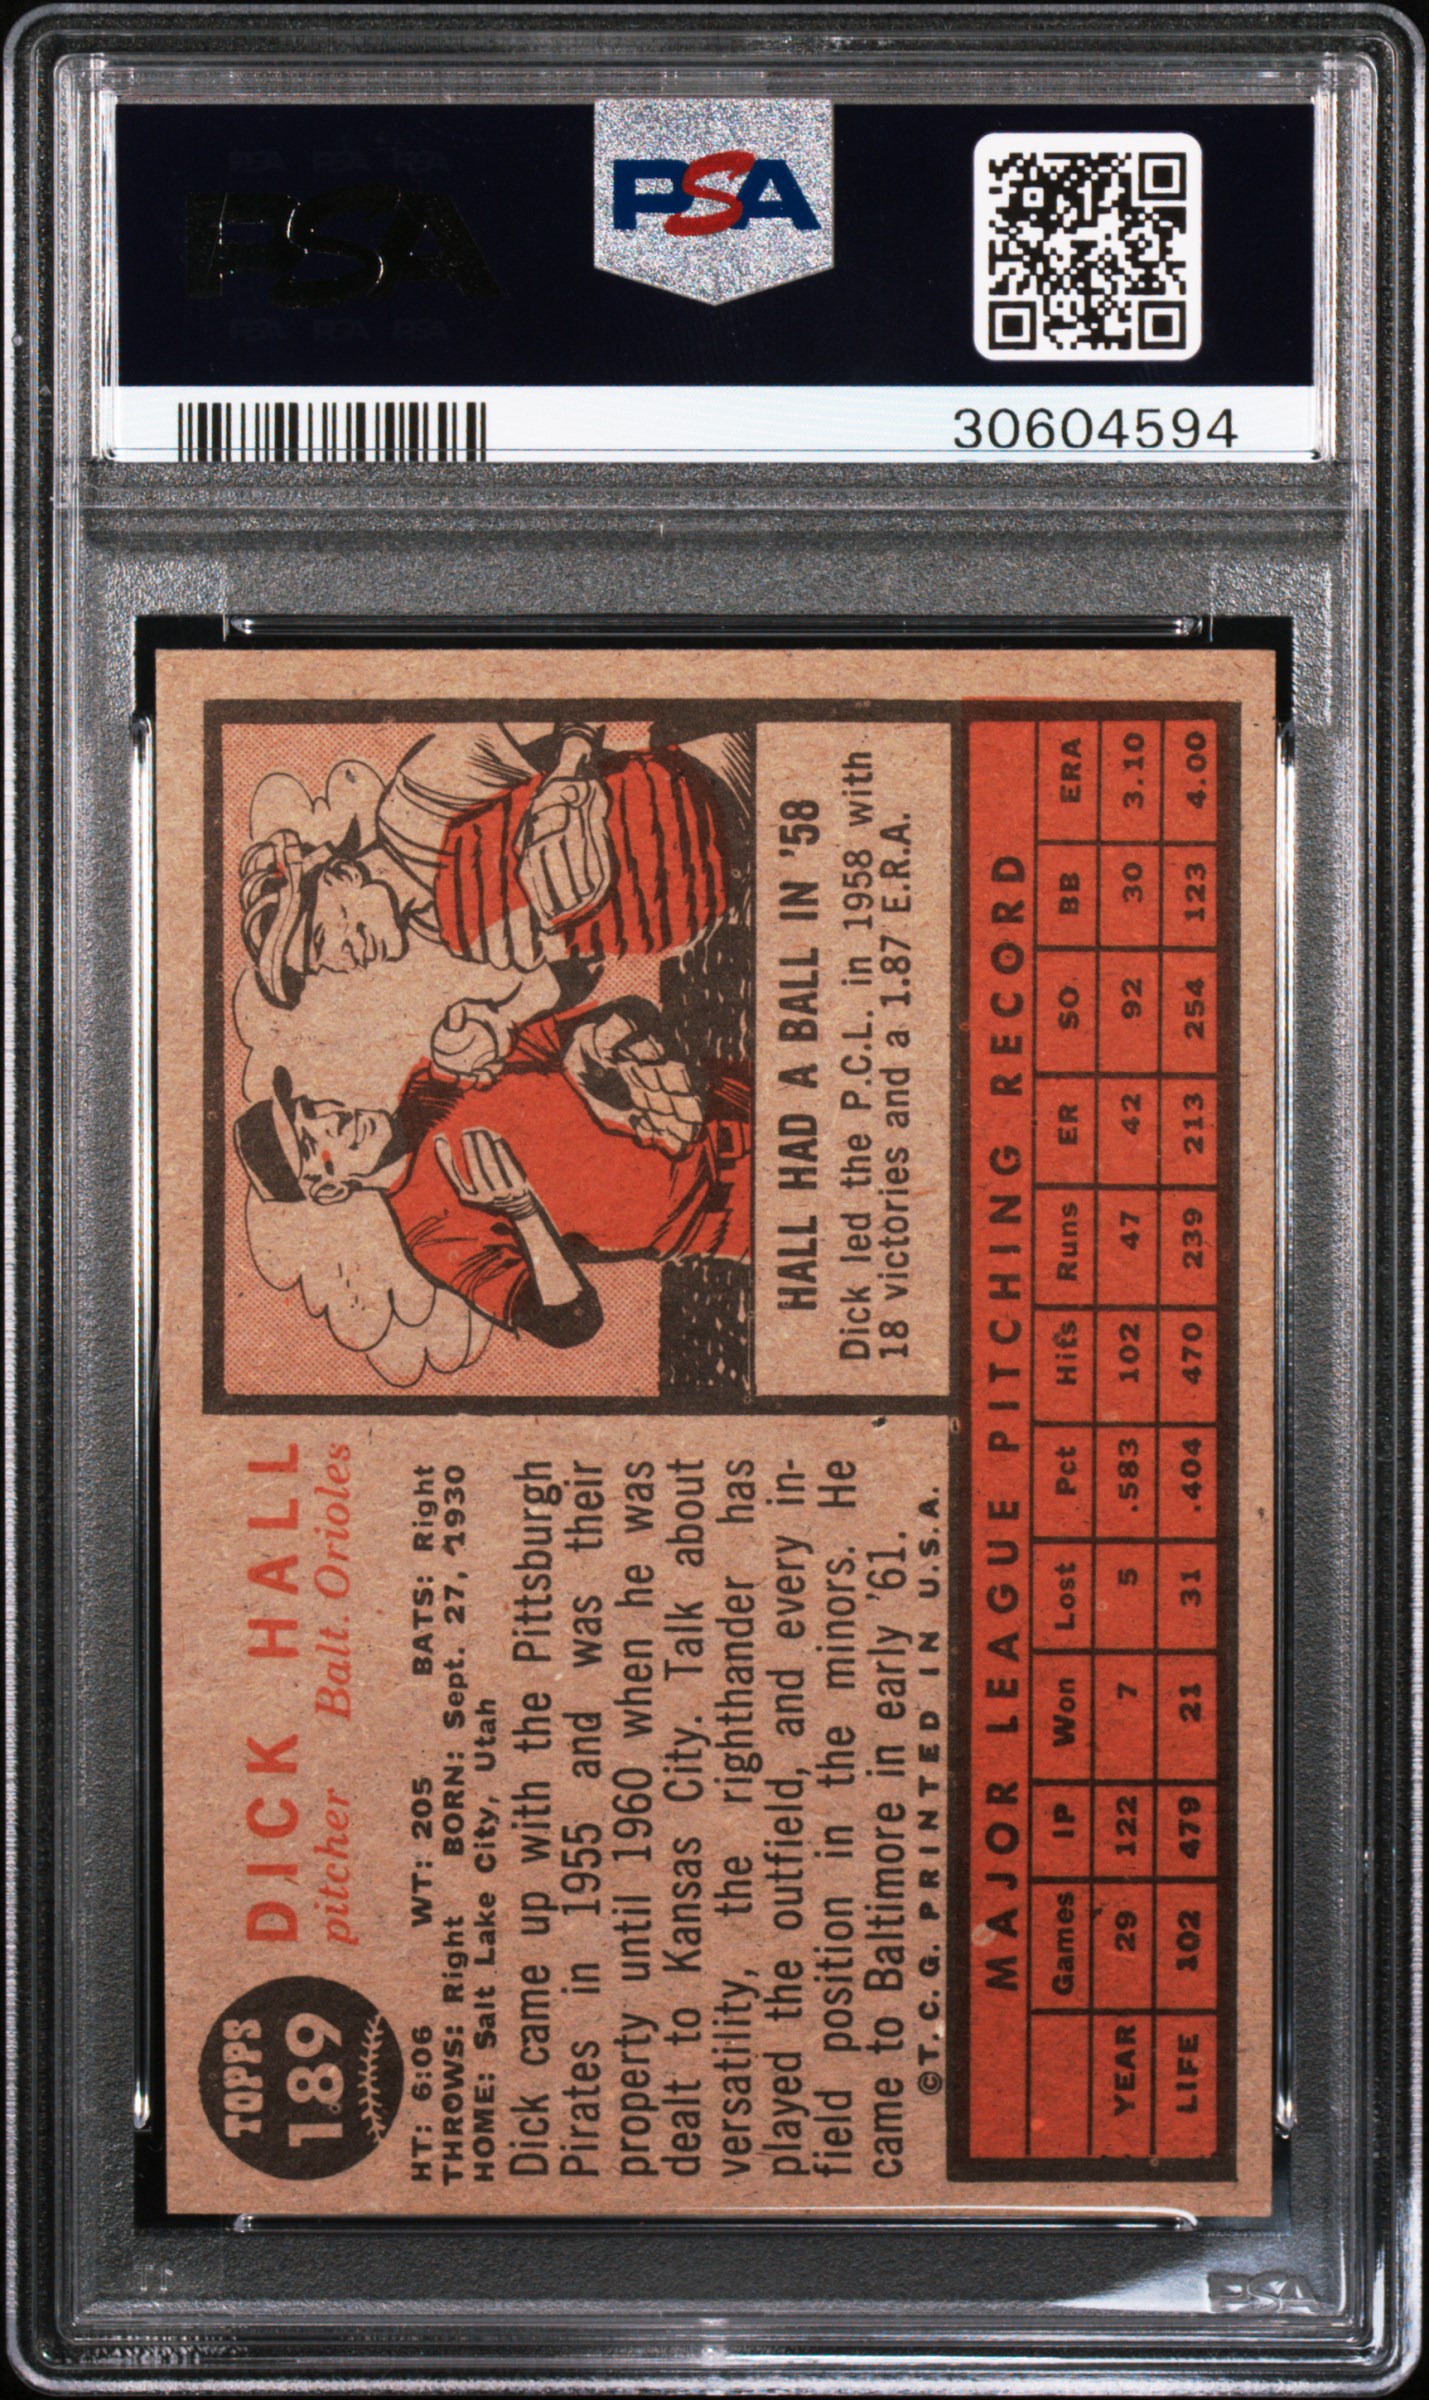 PSA PSA PSA
PSA
PSA PSA PSA
PSA
30604594
TOPPS
189
DICK HALL
pitcher Balt. Orioles
HT: 6:06 WT: 205 BATS: Right
THROWS: Right BORN: Sept. 27, 1930
HOME: Salt Lake City, Utah
Dick came up with the Pittsburgh
Pirates in 1955 and was their
property until 1960 when he was
dealt to Kansas City. Talk about
versatility, the righthander has
played the outfield, and every in-
field position in the minors. He
came to Baltimore in early '61.
©T. C. G. PRINTED IN U.S.A.
HALL HAD A BALL IN '58
Dick led the P.C.L. in 1958 with
18 victories and a 1.87 E.R.A.
MAJOR LEAGUE PITCHING RECORD
Games IP Won Lost Pct Hits Runs ER SO. BB ERA
YEAR 29 122 7 5 .583 102 47 42 92 30 3.10
LIFE 102 479 21 31 .404 470 239 213 254 123 4.00
PSA